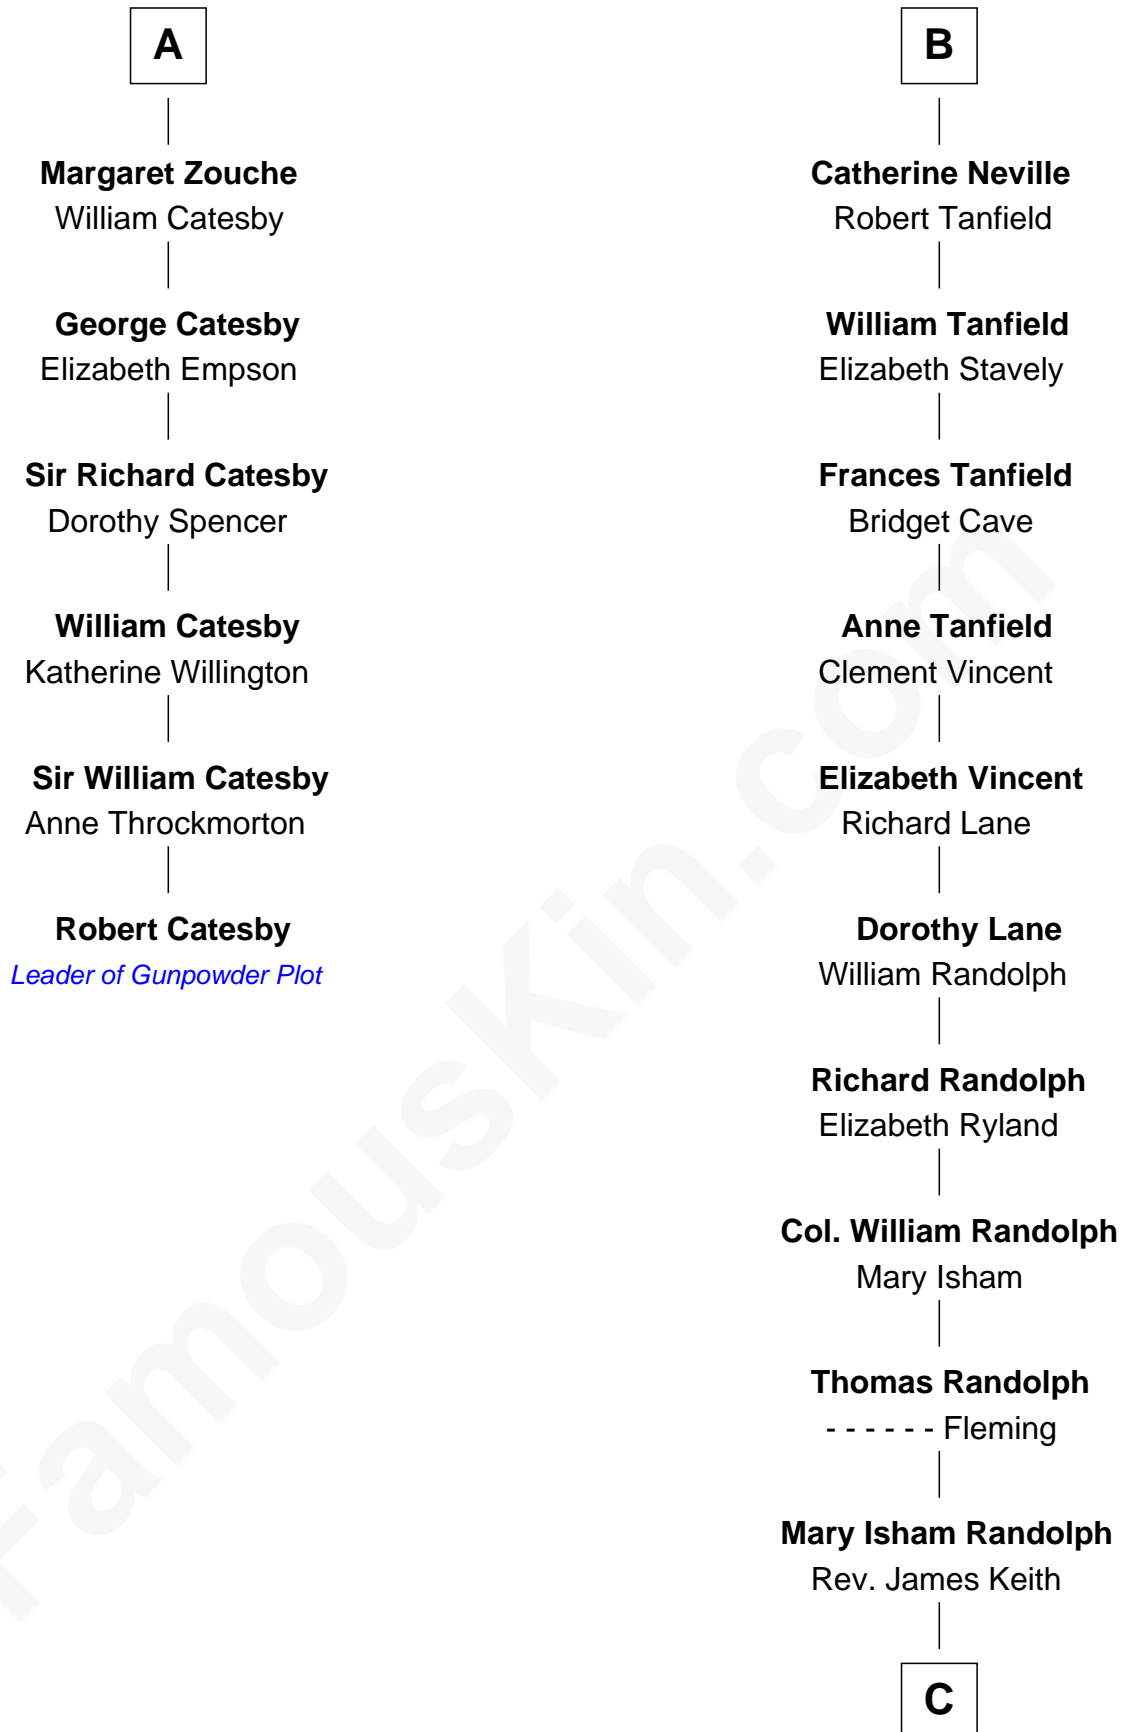 A
Margaret Zouche
William Catesby
George Catesby
Elizabeth Empson
Sir Richard Catesby
Dorothy Spencer
William Catesby
Katherine Willington
Sir William Catesby
Anne Throckmorton
Robert Catesby
Leader of Gunpowder Plot
B
Catherine Neville
Robert Tanfield
William Tanfield
Elizabeth Stavely
Frances Tanfield
Bridget Cave
Anne Tanfield
Clement Vincent
Elizabeth Vincent
Richard Lane
Dorothy Lane
William Randolph
Richard Randolph
Elizabeth Ryland
Col. William Randolph
Mary Isham
Thomas Randolph
- - - - - - Fleming
Mary Isham Randolph
Rev. James Keith
C
FamousKin.com